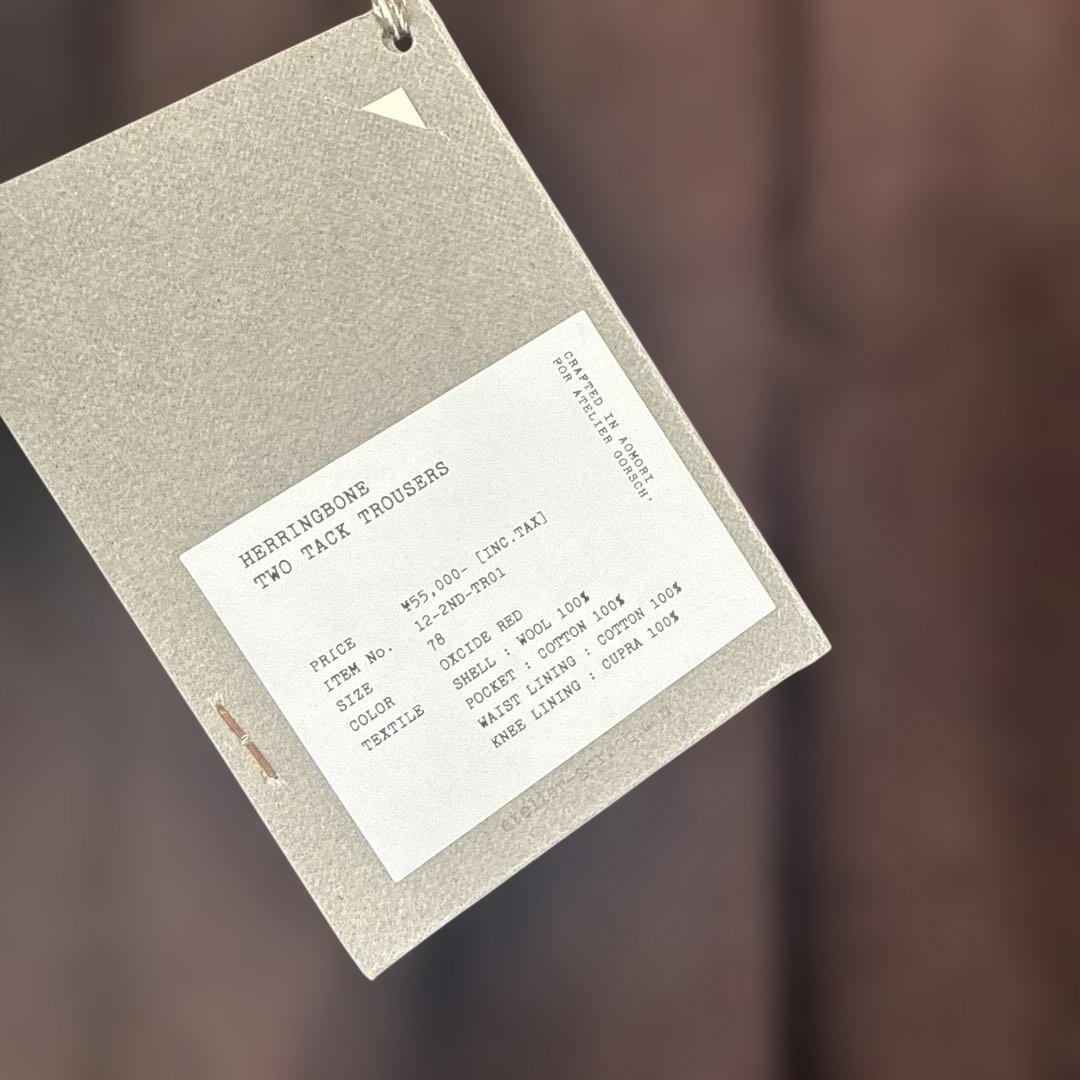 CRAFTED IN AOMORI
FOR ATELIER GORSCH'
HERRINGBONE
TWO TACK TROUSERS
PRICE ¥55,000- [INC.TAX]
ITEM No. 12-2ND-TR01
SIZE 78
COLOR OXCIDE RED
TEXTILE SHELL : WOOL 100%
POCKET : COTTON 100%
WAIST LINING : COTTON 100%
KNEE LINING : CUPRA 100%